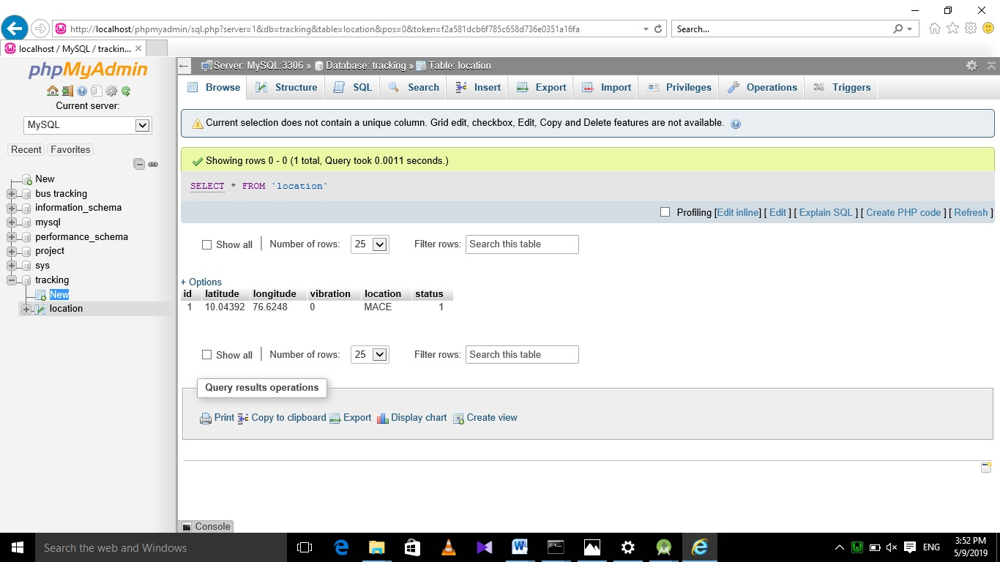 http://localhost/phpmyadmin/sql.php?server=1&db=tracking&table=location&pos=0&token=f2a581dcb6f785c659d736e0351a16fa
Search...
localhost / MySQL / trackin...
phpMyAdmin
Current server:
MySQL
Recent Favorites
New
bus tracking
information_schema
mysql
performance_schema
project
sys
tracking
New
location
Server: MySQL:3306 » Database: tracking » Table: location
Browse Structure SQL Search Insert Export Import Privileges Operations Triggers
Current selection does not contain a unique column. Grid edit, checkbox, Edit, Copy and Delete features are not available.
Showing rows 0 - 0 (1 total, Query took 0.0011 seconds.)
SELECT * FROM `location`
Profiling [Edit inline] [ Edit ] [ Explain SQL ] [ Create PHP code ] [ Refresh ]
Show all Number of rows: 25 Filter rows: Search this table
+ Options
id latitude longitude vibration location status
1 10.04392 76.6248 0 MACE 1
Show all Number of rows: 25 Filter rows: Search this table
Query results operations
Print Copy to clipboard Export Display chart Create view
Console
Search the web and Windows
ENG
3:52 PM
5/9/2019